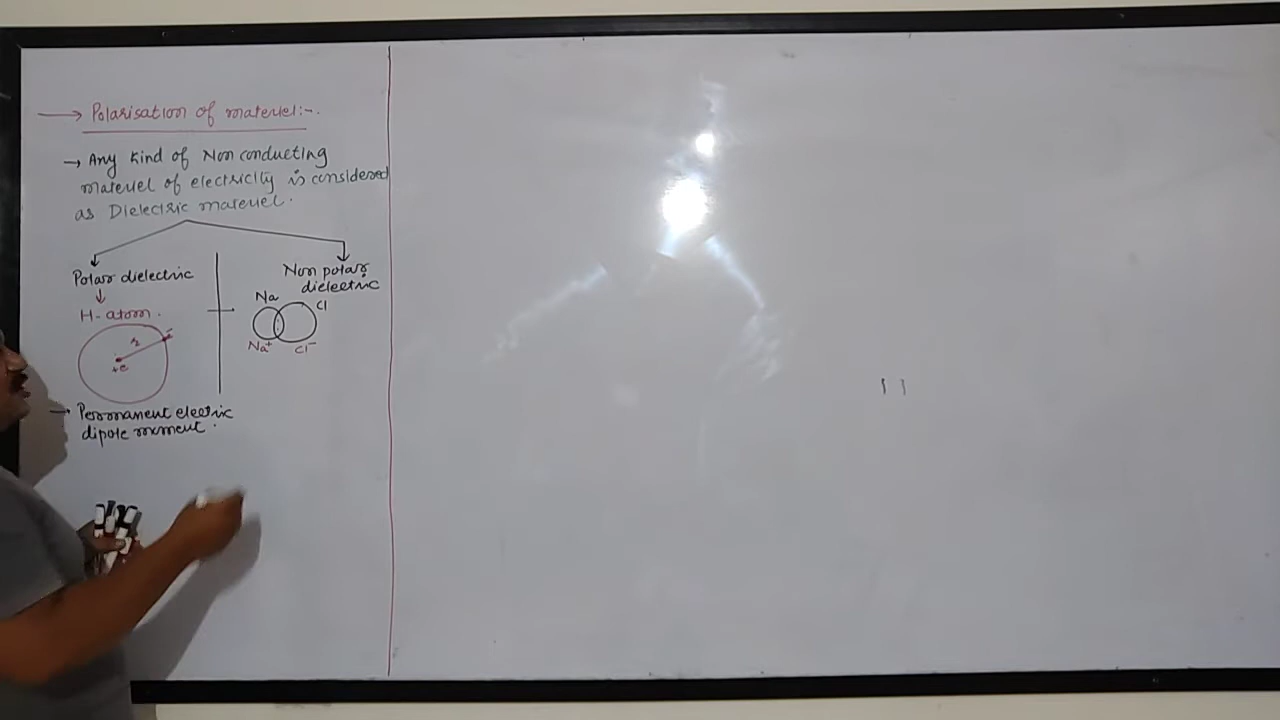 → Polarisation of materiel:-.
→ Any kind of Non conducting
materiel of electricity is considered
as Dielectric materiel.
Polar dielectric
Non polar
dielectric
H-atom.
Na Cl
Na⁺ Cl⁻
r e⁻
+e
→ Permanent electric
dipole moment.